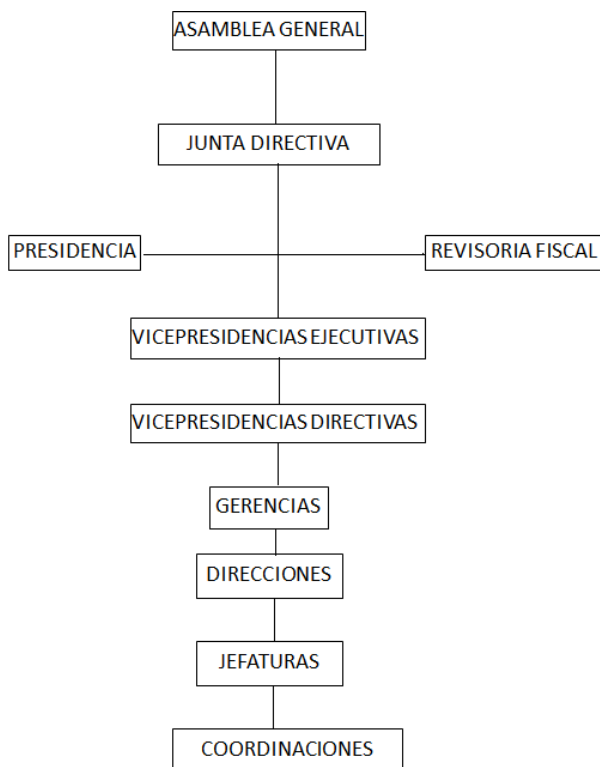 ASAMBLEA GENERAL
JUNTA DIRECTIVA
PRESIDENCIA
REVISORIA FISCAL
VICEPRESIDENCIAS EJECUTIVAS
VICEPRESIDENCIAS DIRECTIVAS
GERENCIAS
DIRECCIONES
JEFATURAS
COORDINACIONES